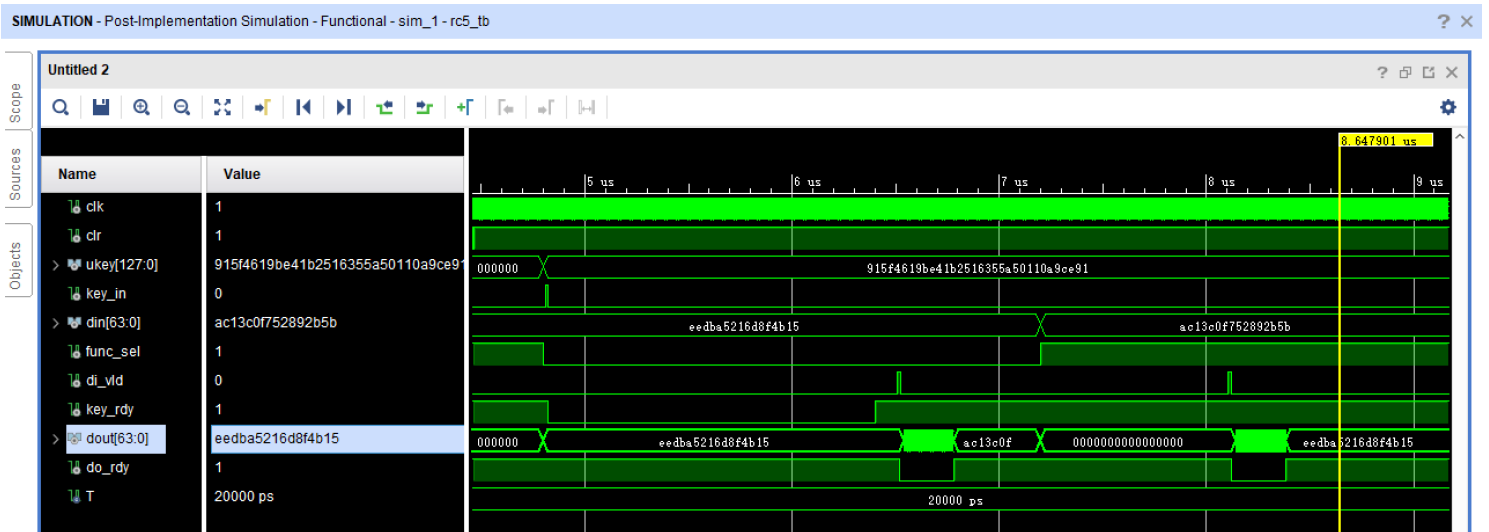 SIMULATION - Post-Implementation Simulation - Functional - sim_1 - rc5_tb
? ×
Scope
Sources
Objects
Untitled 2
?
8.647901 us
Name Value
5 us 6 us 7 us 8 us 9 us
clk 1
clr 1
ukey[127:0] 915f4619be41b2516355a50110a9ce91 000000 915f4619be41b2516355a50110a9ce91
key_in 0
din[63:0] ac13c0f752892b5b eedba5216d8f4b15 ac13c0f752892b5b
func_sel 1
di_vld 0
key_rdy 1
dout[63:0] eedba5216d8f4b15 000000 eedba5216d8f4b15 ac13c0f 0000000000000000 eedba5216d8f4b15
do_rdy 1
T 20000 ps 20000 ps